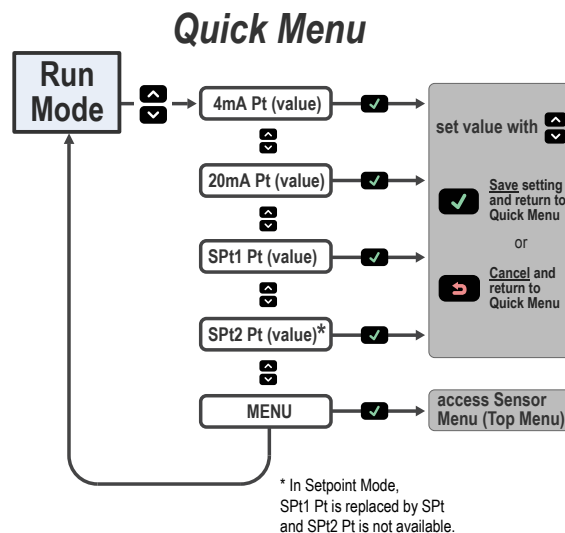 Quick Menu
Run
Mode
4mA Pt (value)
20mA Pt (value)
SPt1 Pt (value)
SPt2 Pt (value)*
MENU
set value with
Save setting
and return to
Quick Menu
or
Cancel and
return to
Quick Menu
access Sensor
Menu (Top Menu)
* In Setpoint Mode,
SPt1 Pt is replaced by SPt
and SPt2 Pt is not available.